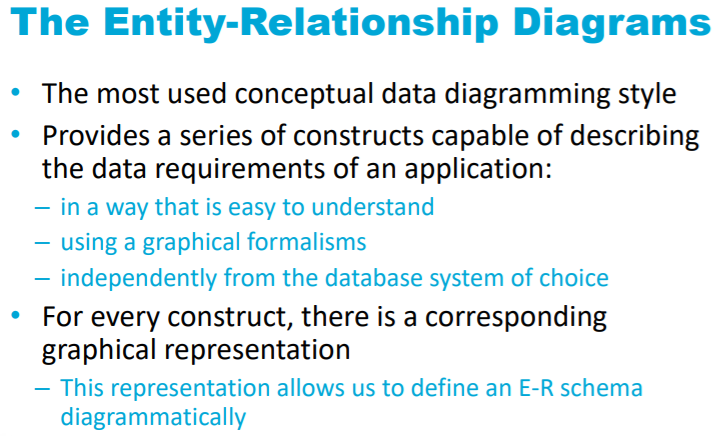 The Entity-Relationship Diagrams
• The most used conceptual data diagramming style
• Provides a series of constructs capable of describing
the data requirements of an application:
– in a way that is easy to understand
– using a graphical formalisms
– independently from the database system of choice
• For every construct, there is a corresponding
graphical representation
– This representation allows us to define an E-R schema
diagrammatically